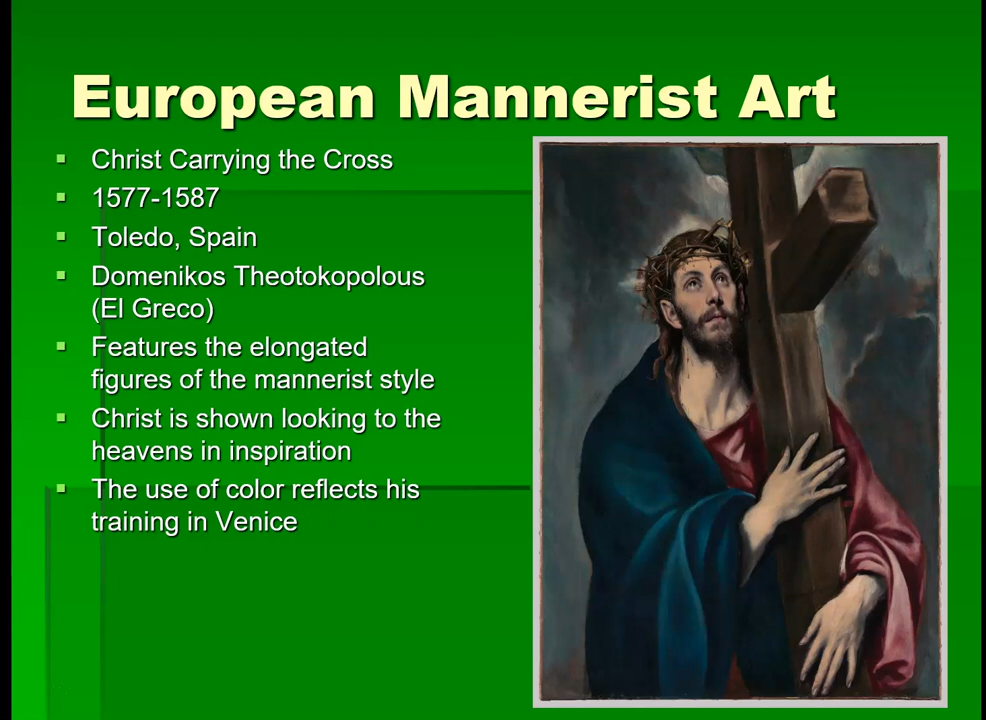 European Mannerist Art
Christ Carrying the Cross
1577-1587
Toledo, Spain
Domenikos Theotokopolous
(El Greco)
Features the elongated
figures of the mannerist style
Christ is shown looking to the
heavens in inspiration
The use of color reflects his
training in Venice